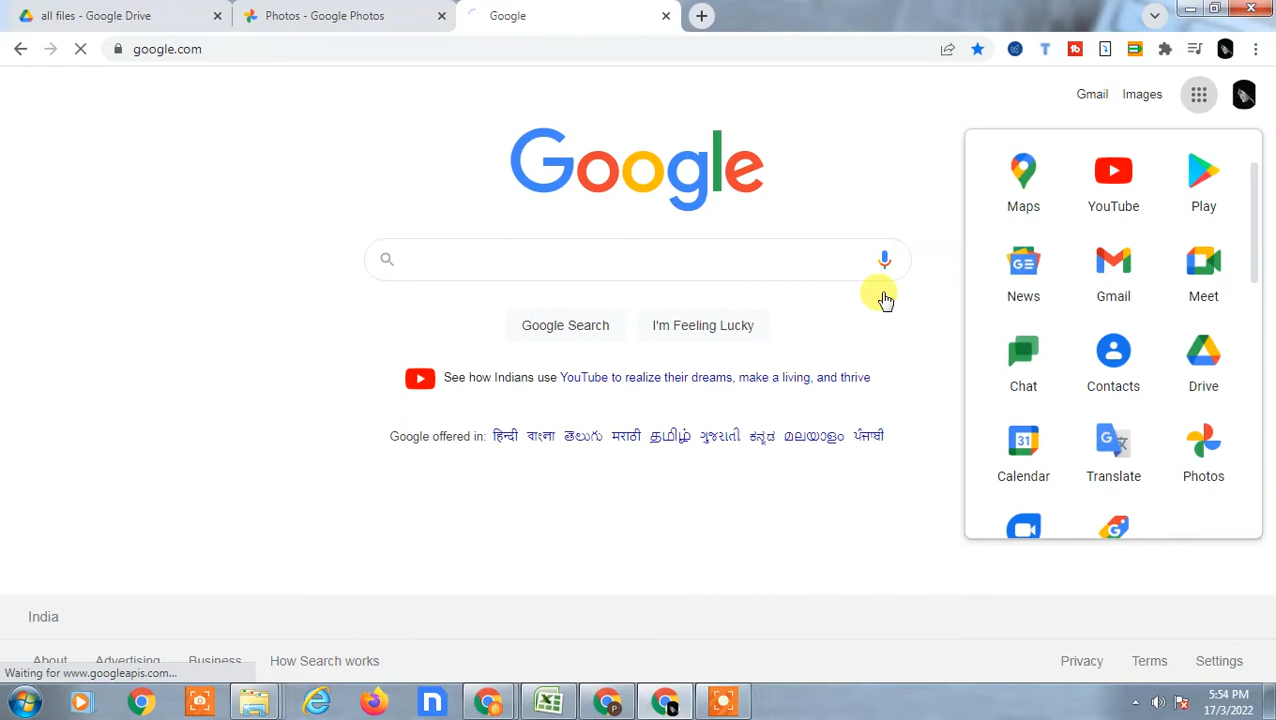 all files - Google Drive
Photos - Google Photos
Google
google.com
Gmail Images
Google
Maps YouTube Play
News Gmail Meet
Chat Contacts Drive
31
Calendar Translate Photos
Google Search I'm Feeling Lucky
See how Indians use YouTube to realize their dreams, make a living, and thrive
Google offered in: हिन्दी বাংলা తెలుగు मराठी தமிழ் ગુજરાતી ಕನ್ನಡ മലയാളം ਪੰਜਾਬੀ
India
About Advertising Business How Search works
Privacy Terms Settings
Waiting for www.googleapis.com...
5:54 PM
17/3/2022